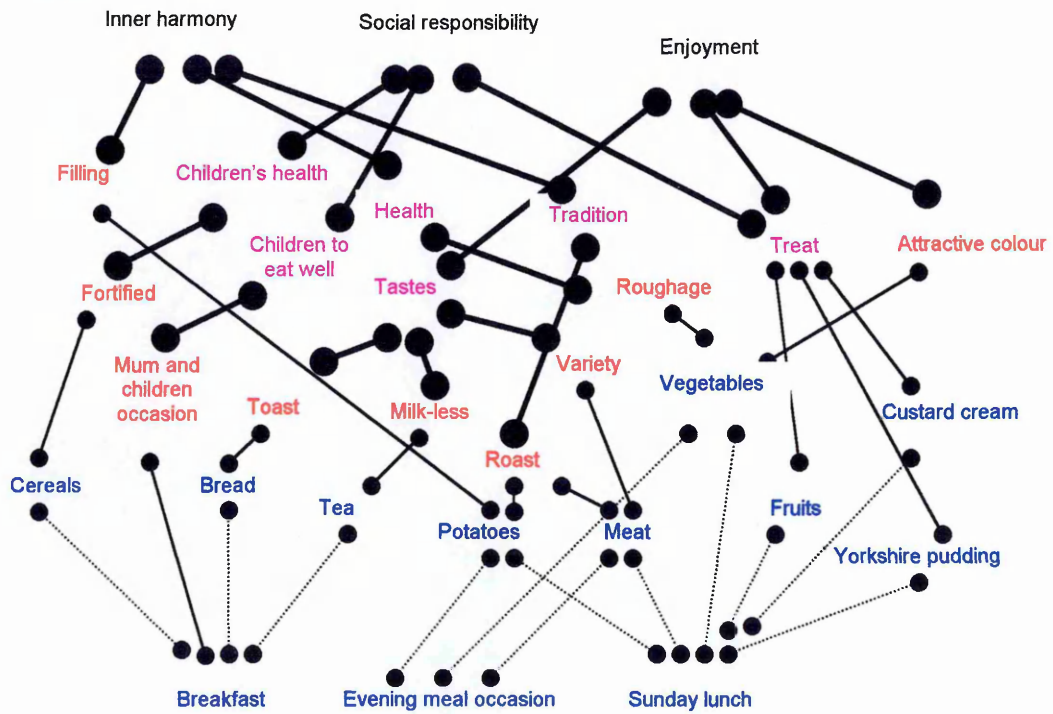 Inner harmony
Social responsibility
Enjoyment
Filling
Children's health
Health
Tradition
Children to
eat well
Treat
Attractive colour
Fortified
Tastes
Roughage
Mum and
children
occasion
Variety
Vegetables
Toast
Milk-less
Custard cream
Roast
Cereals
Bread
Tea
Potatoes
Meat
Fruits
Yorkshire pudding
Breakfast
Evening meal occasion
Sunday lunch